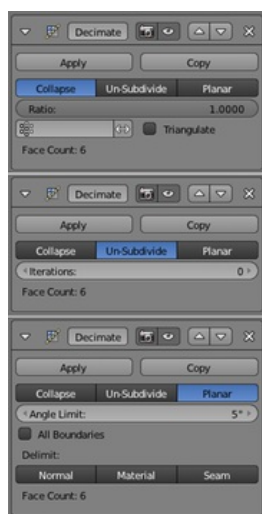 Decimate
Apply Copy
Collapse Un-Subdivide Planar
Ratio: 1.0000
Triangulate
Face Count: 6
Decimate
Apply Copy
Collapse Un-Subdivide Planar
Iterations: 0
Face Count: 6
Decimate
Apply Copy
Collapse Un-Subdivide Planar
Angle Limit: 5°
All Boundaries
Delimit:
Normal Material Seam
Face Count: 6